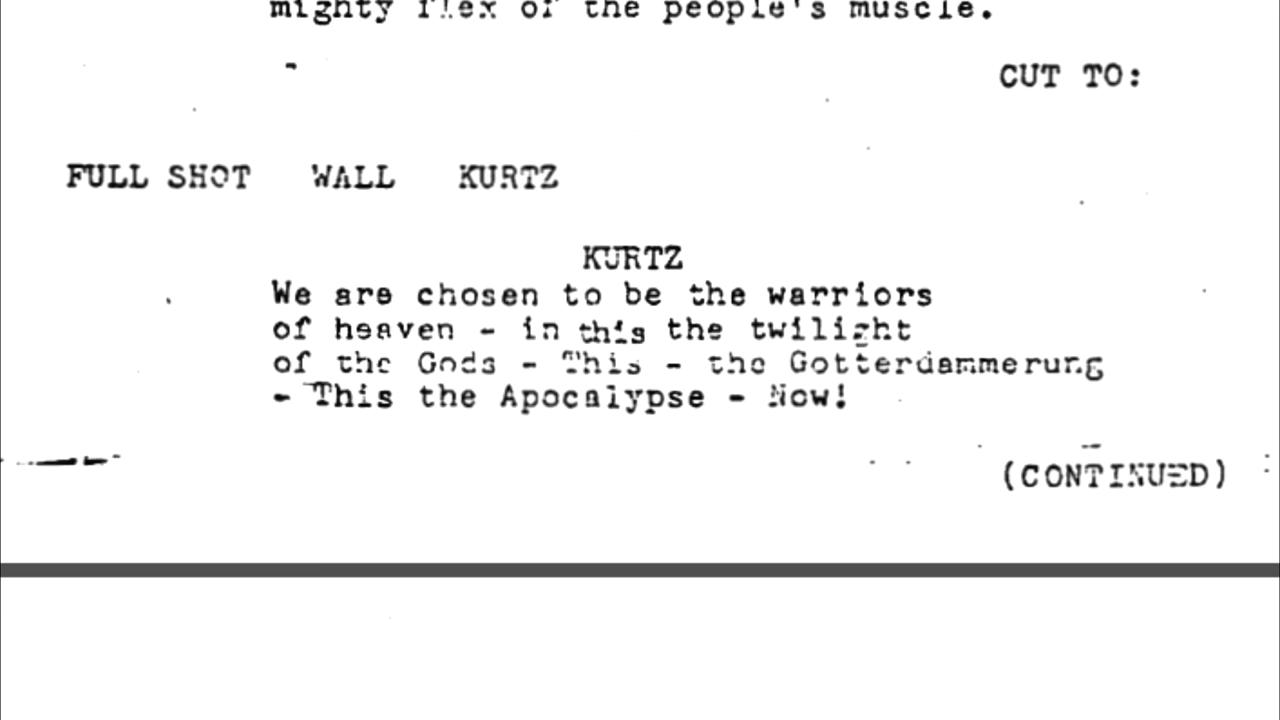 mighty flex of the people's muscle.
CUT TO:
FULL SHOT WALL KURTZ
KURTZ
We are chosen to be the warriors
of heaven - in this the twilight
of the Gods - This - the Gotterdammerung
- This the Apocalypse - Now!
(CONTINUED)